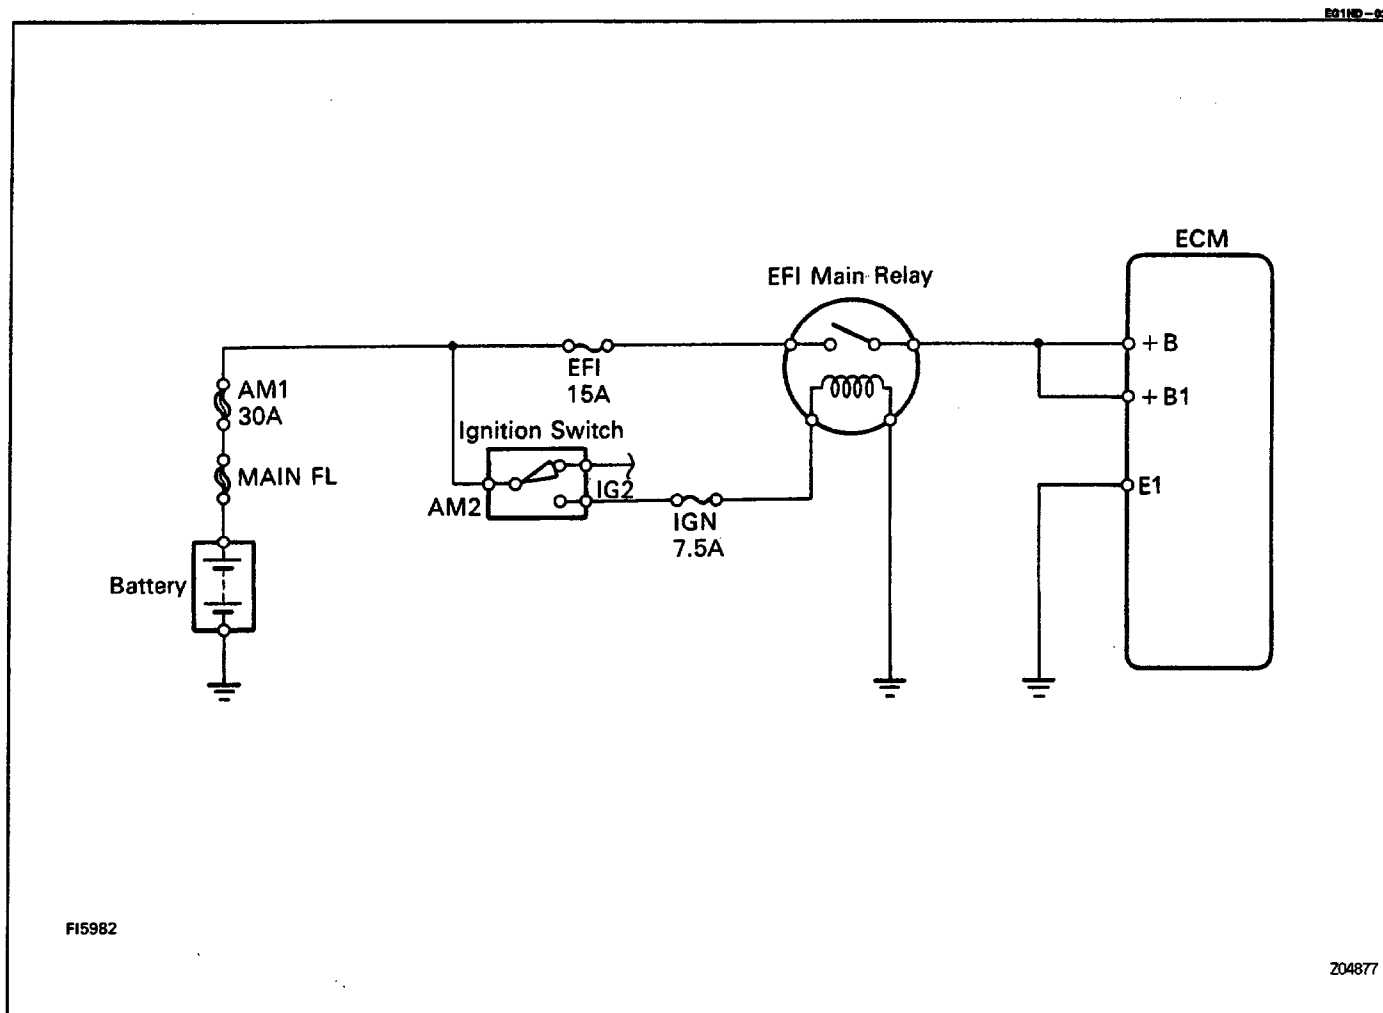 ECM
EFI Main Relay
+B
EFI
15A
AM1
30A
+B1
Ignition Switch
MAIN FL
IG2
E1
AM2
IGN
7.5A
Battery
FI5982
Z04877